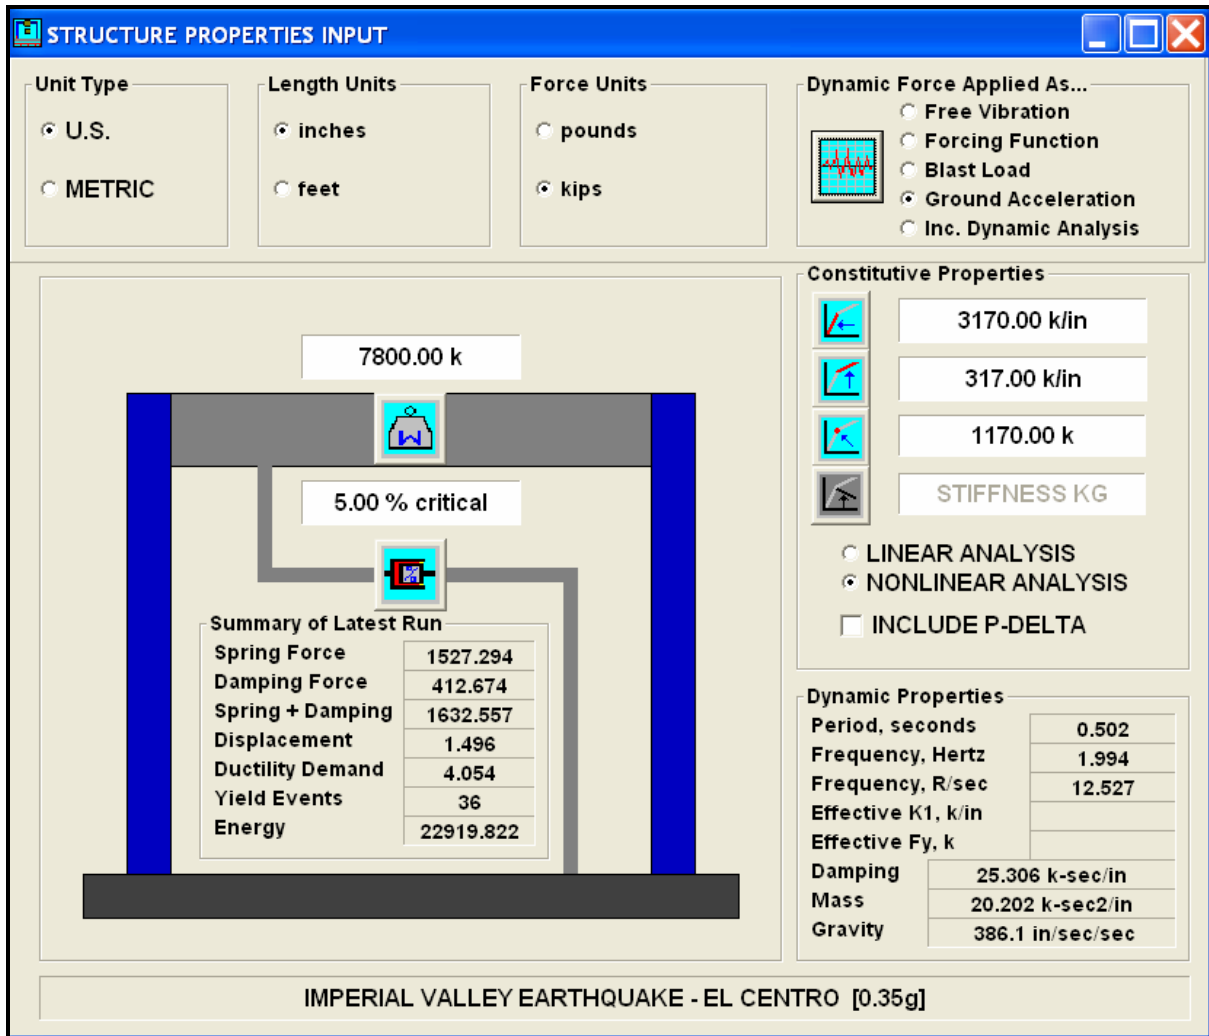 STRUCTURE PROPERTIES INPUT
Unit Type
U.S.
METRIC
Length Units
inches
feet
Force Units
pounds
kips
Dynamic Force Applied As...
Free Vibration
Forcing Function
Blast Load
Ground Acceleration
Inc. Dynamic Analysis
7800.00 k
W
5.00 % critical
%
Summary of Latest Run
Spring Force 1527.294
Damping Force 412.674
Spring + Damping 1632.557
Displacement 1.496
Ductility Demand 4.054
Yield Events 36
Energy 22919.822
Constitutive Properties
3170.00 k/in
317.00 k/in
1170.00 k
STIFFNESS KG
LINEAR ANALYSIS
NONLINEAR ANALYSIS
INCLUDE P-DELTA
Dynamic Properties
Period, seconds 0.502
Frequency, Hertz 1.994
Frequency, R/sec 12.527
Effective K1, k/in
Effective Fy, k
Damping 25.306 k-sec/in
Mass 20.202 k-sec2/in
Gravity 386.1 in/sec/sec
IMPERIAL VALLEY EARTHQUAKE - EL CENTRO [0.35g]